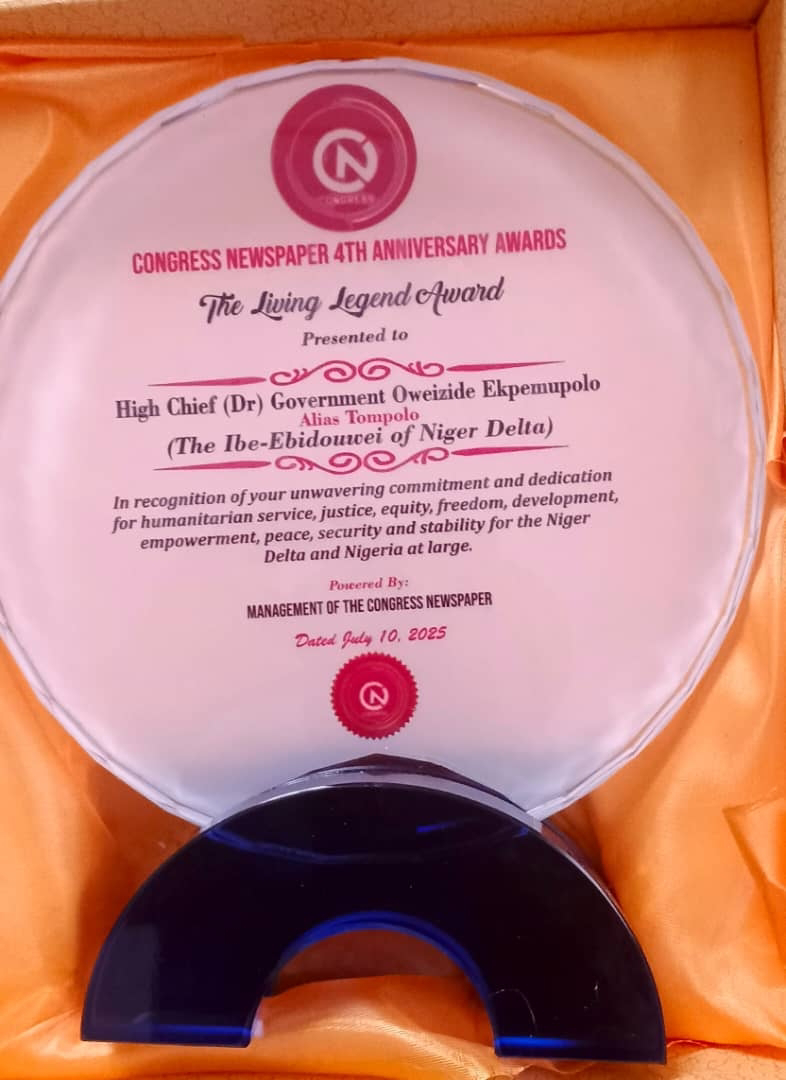 CN
CONGRESS
CONGRESS NEWSPAPER 4TH ANNIVERSARY AWARDS
The Living Legend Award
Presented to
High Chief (Dr) Government Oweizide Ekpemupolo
Alias Tompolo
(The Ibe-Ebidouwei of Niger Delta)
In recognition of your unwavering commitment and dedication
for humanitarian service, justice, equity, freedom, development,
empowerment, peace, security and stability for the Niger
Delta and Nigeria at large.
Powered By:
MANAGEMENT OF THE CONGRESS NEWSPAPER
Dated July 10, 2025
CN